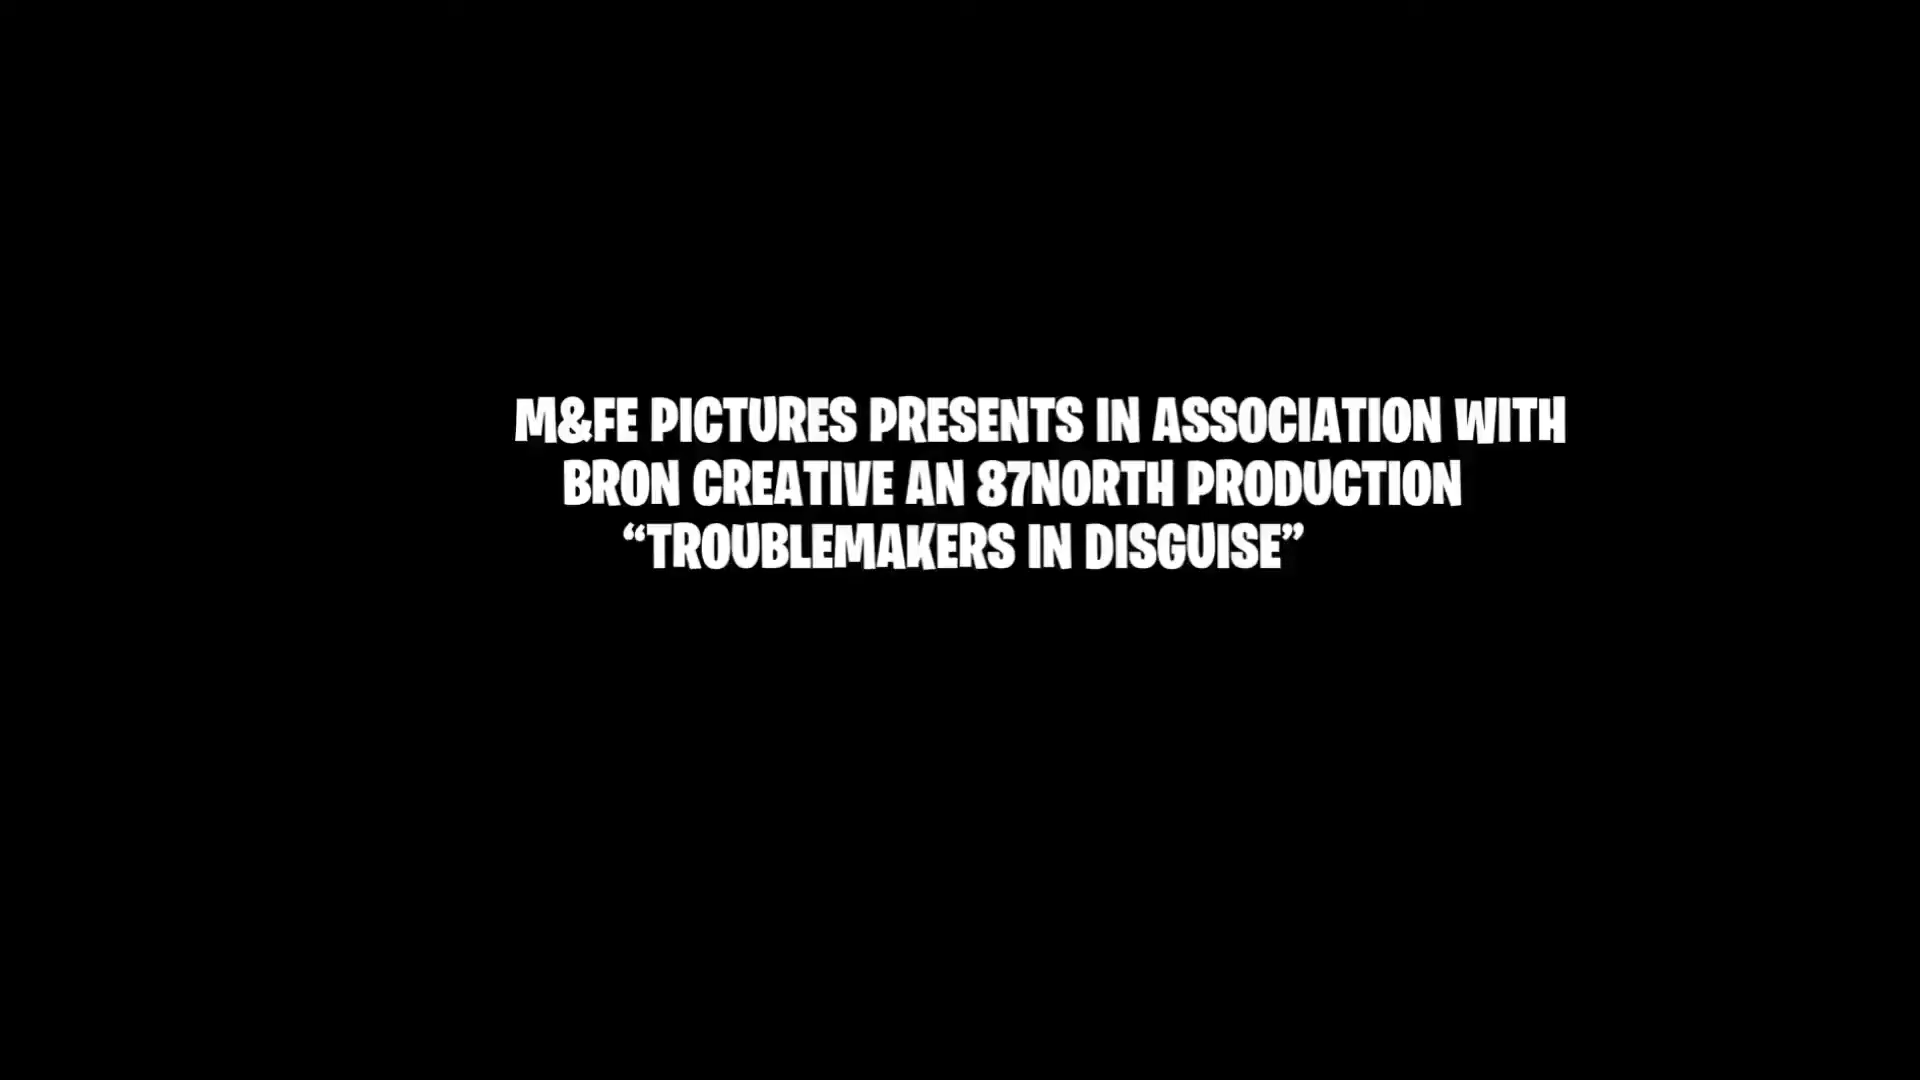 M&FE PICTURES PRESENTS IN ASSOCIATION WITH
BRON CREATIVE AN 87NORTH PRODUCTION
“TROUBLEMAKERS IN DISGUISE”